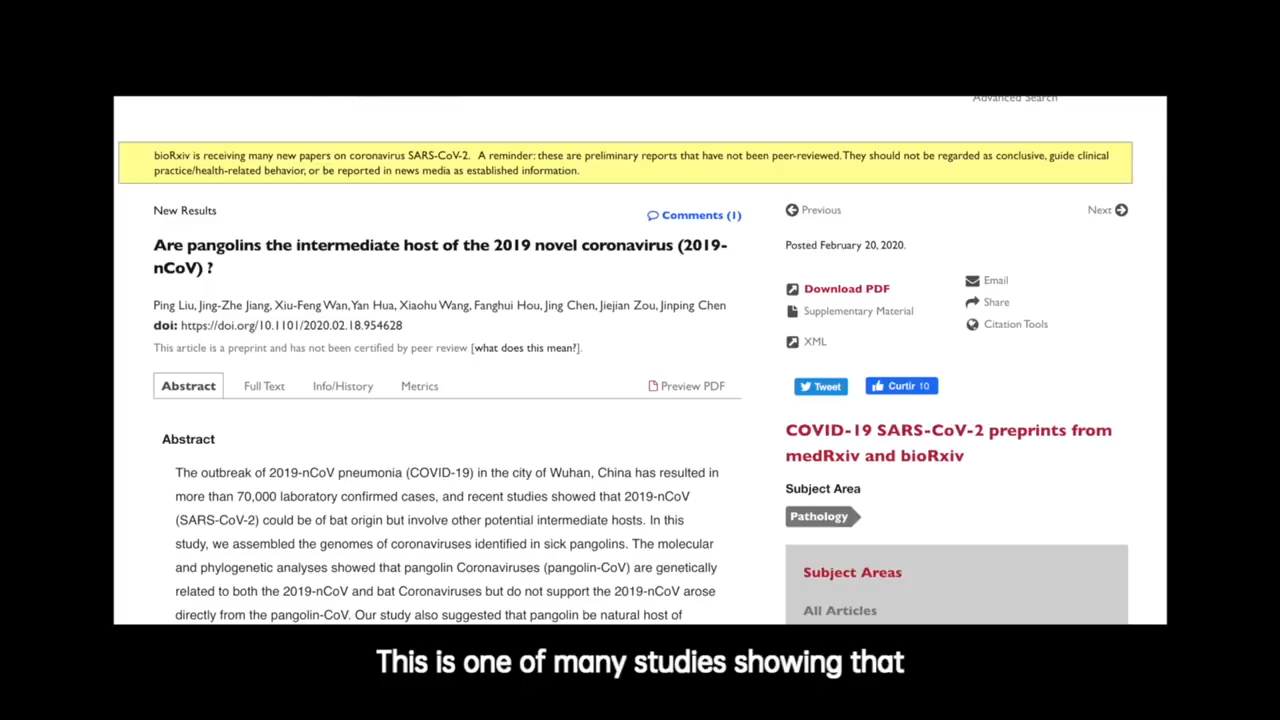 Advanced Search
bioRxiv is receiving many new papers on coronavirus SARS-CoV-2. A reminder: these are preliminary reports that have not been peer-reviewed. They should not be regarded as conclusive, guide clinical
practice/health-related behavior, or be reported in news media as established information.
New Results
Comments (1)
Are pangolins the intermediate host of the 2019 novel coronavirus (2019-
nCoV) ?
Ping Liu, Jing-Zhe Jiang, Xiu-Feng Wan, Yan Hua, Xiaohu Wang, Fanghui Hou, Jing Chen, Jiejian Zou, Jinping Chen
doi: https://doi.org/10.1101/2020.02.18.954628
This article is a preprint and has not been certified by peer review [what does this mean?].
Abstract Full Text Info/History Metrics Preview PDF
Abstract
The outbreak of 2019-nCoV pneumonia (COVID-19) in the city of Wuhan, China has resulted in
more than 70,000 laboratory confirmed cases, and recent studies showed that 2019-nCoV
(SARS-CoV-2) could be of bat origin but involve other potential intermediate hosts. In this
study, we assembled the genomes of coronaviruses identified in sick pangolins. The molecular
and phylogenetic analyses showed that pangolin Coronaviruses (pangolin-CoV) are genetically
related to both the 2019-nCoV and bat Coronaviruses but do not support the 2019-nCoV arose
directly from the pangolin-CoV. Our study also suggested that pangolin be natural host of
Previous Next
Posted February 20, 2020.
Download PDF
Supplementary Material
XML
Email
Share
Citation Tools
Tweet
Curtir 10
COVID-19 SARS-CoV-2 preprints from
medRxiv and bioRxiv
Subject Area
Pathology
Subject Areas
All Articles
This is one of many studies showing that